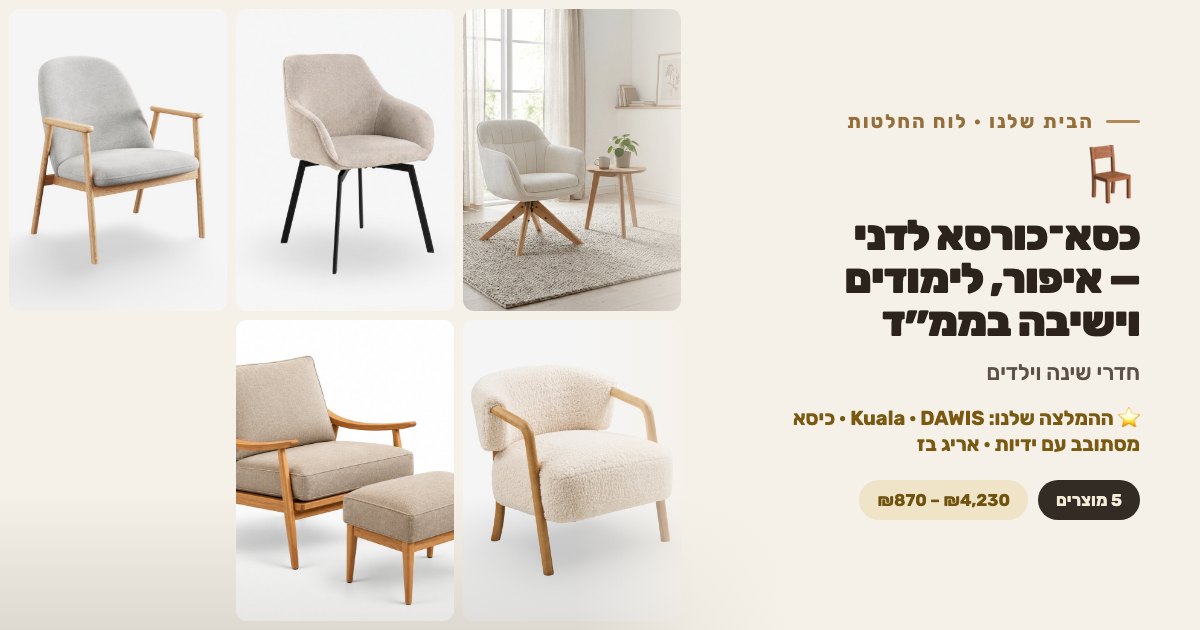 הבית שלנו • לוח החלטות
כסא־כורסא לדני
– איפור, לימודים
וישיבה בממ״ד
חדרי שינה וילדים
⭐ ההמלצה שלנו: Kuala • DAWIS • כיסא
מסתובב עם ידיות • אריג בז
5 מוצרים
₪870 – ₪4,230